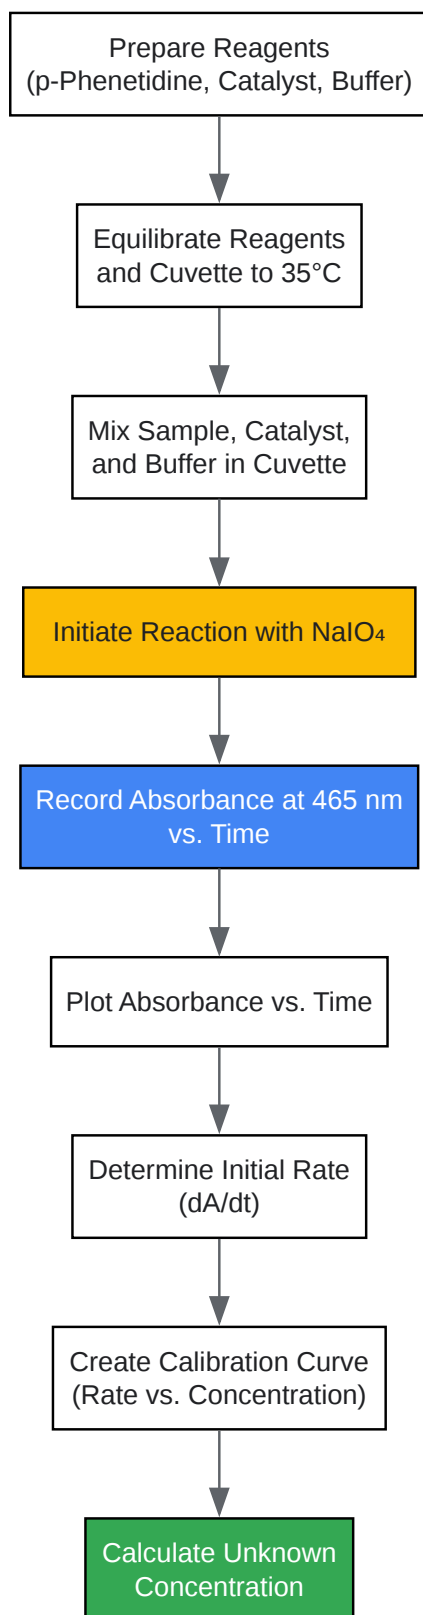 Prepare Reagents
(p-Phenetidine, Catalyst, Buffer)
Equilibrate Reagents
and Cuvette to 35°C
Mix Sample, Catalyst,
and Buffer in Cuvette
Initiate Reaction with NaIO₄
Record Absorbance at 465 nm
vs. Time
Plot Absorbance vs. Time
Determine Initial Rate
(dA/dt)
Create Calibration Curve
(Rate vs. Concentration)
Calculate Unknown
Concentration